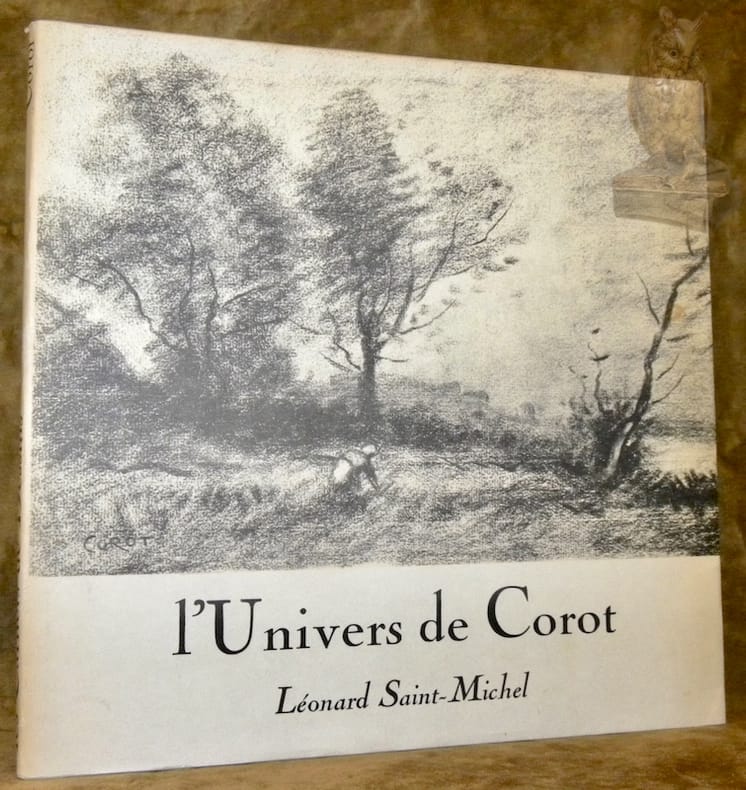 COROT
l'Univers de Corot
Léonard Saint-Michel